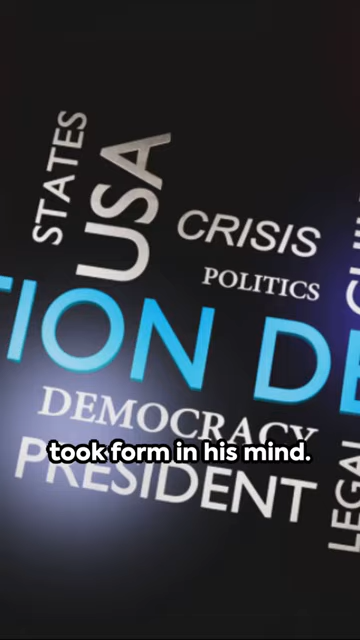 STATES
USA
CRISIS
POLITICS
TION DE
DEMOCRACY
took form in his mind.
PRESIDENT
LEGAL